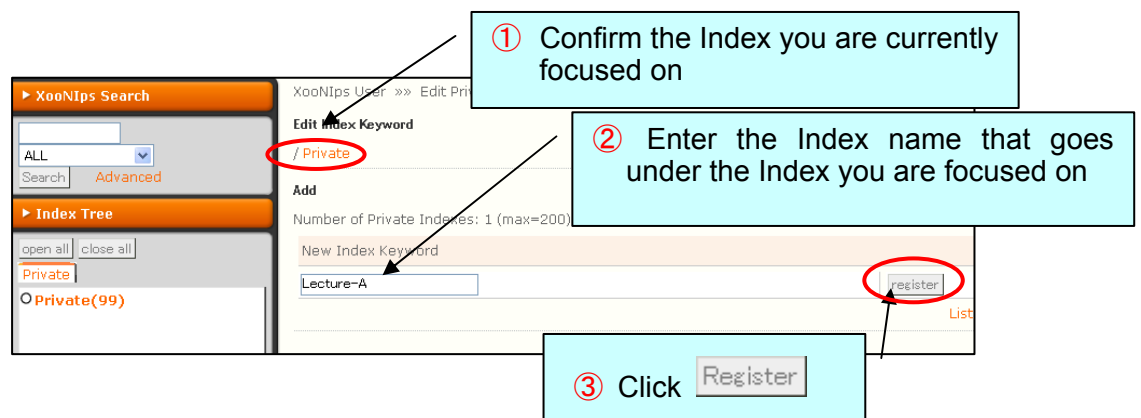 ① Confirm the Index you are currently
focused on
▶ XooNIps Search
ALL
Search Advanced
▶ Index Tree
open all close all
Private
Private(99)
XooNIps User »» Edit Pri
Edit Index Keyword
/ Private
② Enter the Index name that goes
under the Index you are focused on
Add
Number of Private Indexes: 1 (max=200)
New Index Keyword
Lecture-A
register
List
③ Click Register